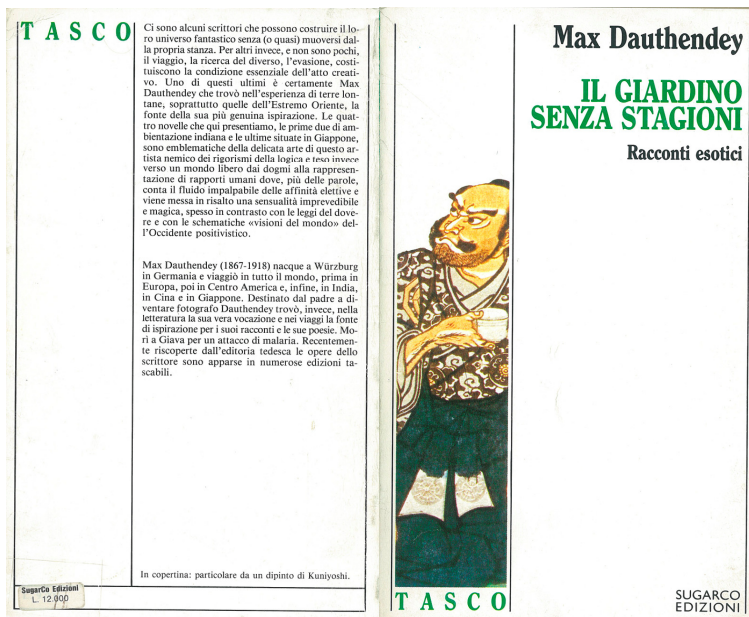 TASCO
Ci sono alcuni scrittori che possono costruire il lo-
ro universo fantastico senza (o quasi) muoversi dal-
la propria stanza. Per altri invece, e non sono pochi,
il viaggio, la ricerca del diverso, l'evasione, costi-
tuiscono la condizione essenziale dell'atto creati-
vo. Uno di questi ultimi è certamente Max
Dauthendey che trovò nell'esperienza di terre lon-
tane, soprattutto quelle dell'Estremo Oriente, la
fonte della sua più genuina ispirazione. Le quat-
tro novelle che qui presentiamo, le prime due di am-
bientazione indiana e le ultime situate in Giappone,
sono emblematiche della delicata arte di questo ar-
tista nemico dei rigorismi della logica e teso invece
verso un mondo libero dai dogmi alla rappresen-
tazione di rapporti umani dove, più delle parole,
conta il fluido impalpabile delle affinità elettive e
viene messa in risalto una sensualità imprevedibile
e magica, spesso in contrasto con le leggi del dove-
re e con le schematiche «visioni del mondo» del-
l'Occidente positivistico.
Max Dauthendey (1867-1918) nacque a Würzburg
in Germania e viaggiò in tutto il mondo, prima in
Europa, poi in Centro America e, infine, in India,
in Cina e in Giappone. Destinato dal padre a di-
ventare fotografo Dauthendey trovò, invece, nella
letteratura la sua vera vocazione e nei viaggi la fonte
di ispirazione per i suoi racconti e le sue poesie. Mo-
rì a Giava per un attacco di malaria. Recentemen-
te riscoperte dall'editoria tedesca le opere dello
scrittore sono apparse in numerose edizioni ta-
scabili.
In copertina: particolare da un dipinto di Kuniyoshi.
SugarCo Edizioni
L. 12.000
Max Dauthendey
IL GIARDINO
SENZA STAGIONI
Racconti esotici
TASCO
SUGARCO
EDIZIONI